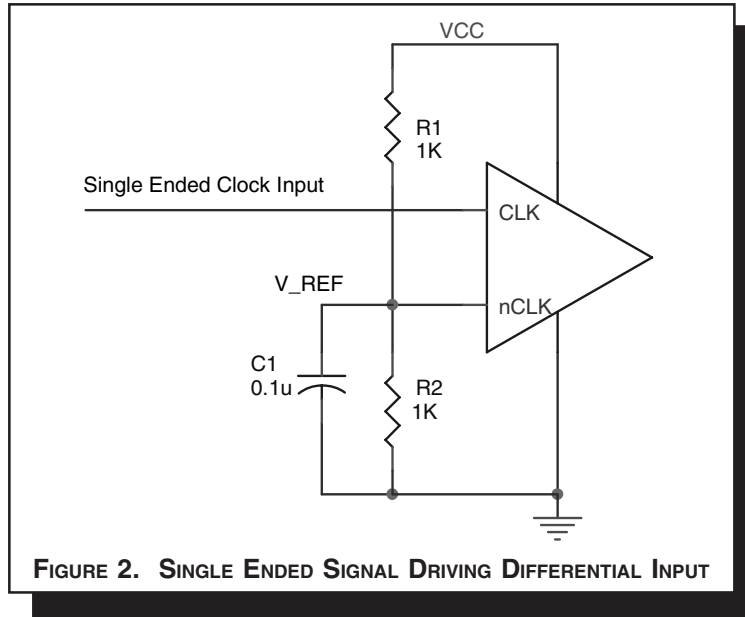 VCC
R1
1K
Single Ended Clock Input
CLK
V_REF
nCLK
C1
0.1u
R2
1K
FIGURE 2. SINGLE ENDED SIGNAL DRIVING DIFFERENTIAL INPUT